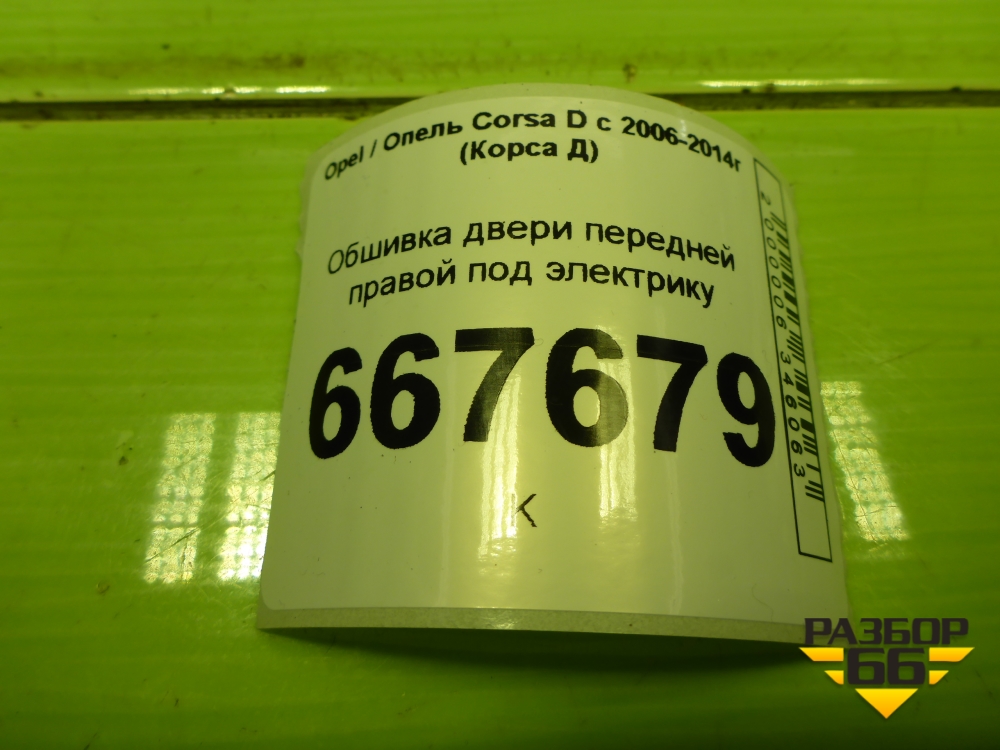 Opel / Опель Corsa D с 2006-2014г
(Корса Д)
Обшивка двери передней
правой под электрику
667679
2000006346063
РАЗБОР
66